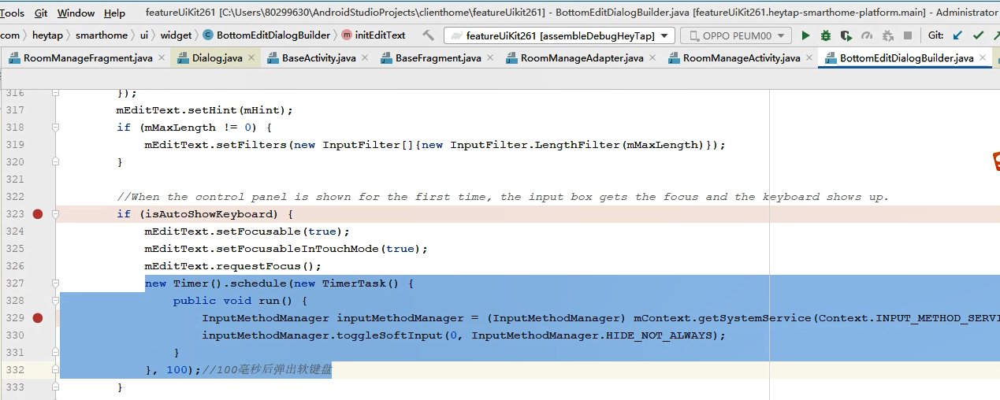 Tools Git Window Help featureUiKit261 [C:\Users\80299630\AndroidStudioProjects\clienthome\featureUikit261] - BottomEditDialogBuilder.java [featureUiKit261.heytap-smarthome-platform.main] - Administrator
com heytap smarthome ui widget BottomEditDialogBuilder initEditText featureUiKit261 [assembleDebugHeyTap] OPPO PEUM00 Git:
RoomManageFragment.java Dialog.java BaseActivity.java BaseFragment.java RoomManageAdapter.java RoomManageActivity.java BottomEditDialogBuilder.java
316 });
317 mEditText.setHint(mHint);
318 if (mMaxLength != 0) {
319 mEditText.setFilters(new InputFilter[]{new InputFilter.LengthFilter(mMaxLength)});
320 }
321
322 //When the control panel is shown for the first time, the input box gets the focus and the keyboard shows up.
323 if (isAutoShowKeyboard) {
324 mEditText.setFocusable(true);
325 mEditText.setFocusableInTouchMode(true);
326 mEditText.requestFocus();
327 new Timer().schedule(new TimerTask() {
328 public void run() {
329 InputMethodManager inputMethodManager = (InputMethodManager) mContext.getSystemService(Context.INPUT_METHOD_SERVI
330 inputMethodManager.toggleSoftInput(0, InputMethodManager.HIDE_NOT_ALWAYS);
331 }
332 }, 100);//100毫秒后弹出软键盘
333 }